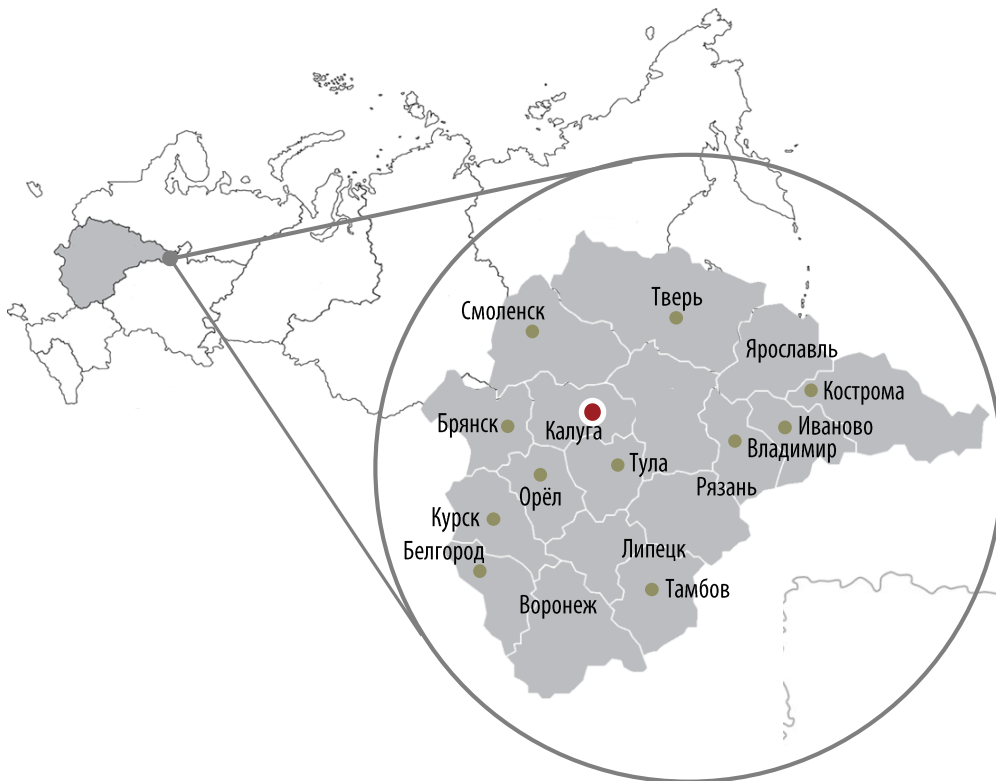 Тверь
Смоленск
Ярославль
Кострома
Брянск
Калуга
Иваново
Владимир
Тула
Рязань
Орёл
Курск
Белгород
Липецк
Тамбов
Воронеж